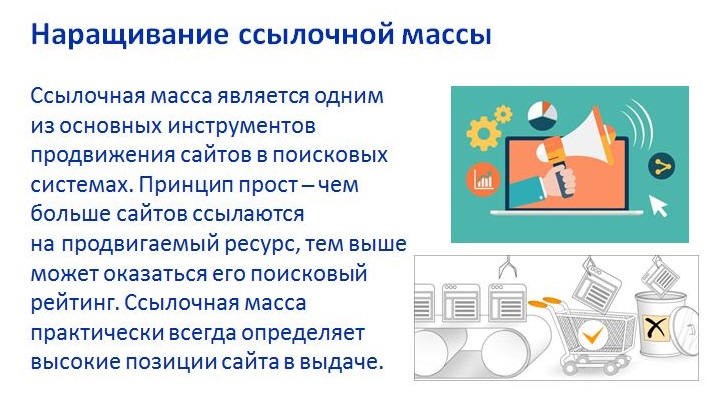 Наращивание ссылочной массы
Ссылочная масса является одним
из основных инструментов
продвижения сайтов в поисковых
системах. Принцип прост – чем
больше сайтов ссылаются
на продвигаемый ресурс, тем выше
может оказаться его поисковый
рейтинг. Ссылочная масса
практически всегда определяет
высокие позиции сайта в выдаче.